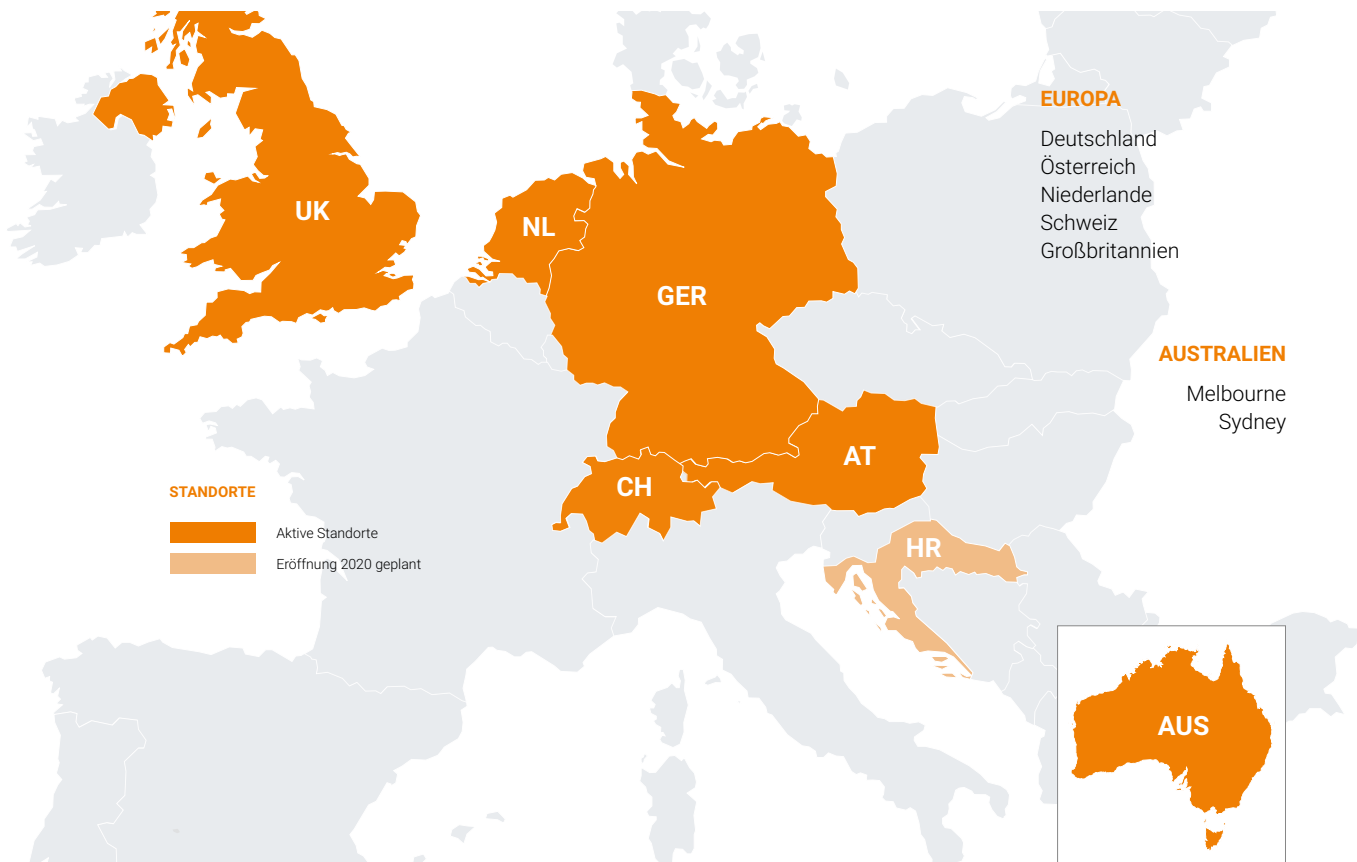 EUROPA
Deutschland
Österreich
Niederlande
Schweiz
Großbritannien
UK
NL
GER
AUSTRALIEN
Melbourne
Sydney
AT
CH
STANDORTE
Aktive Standorte
Eröffnung 2020 geplant
HR
AUS